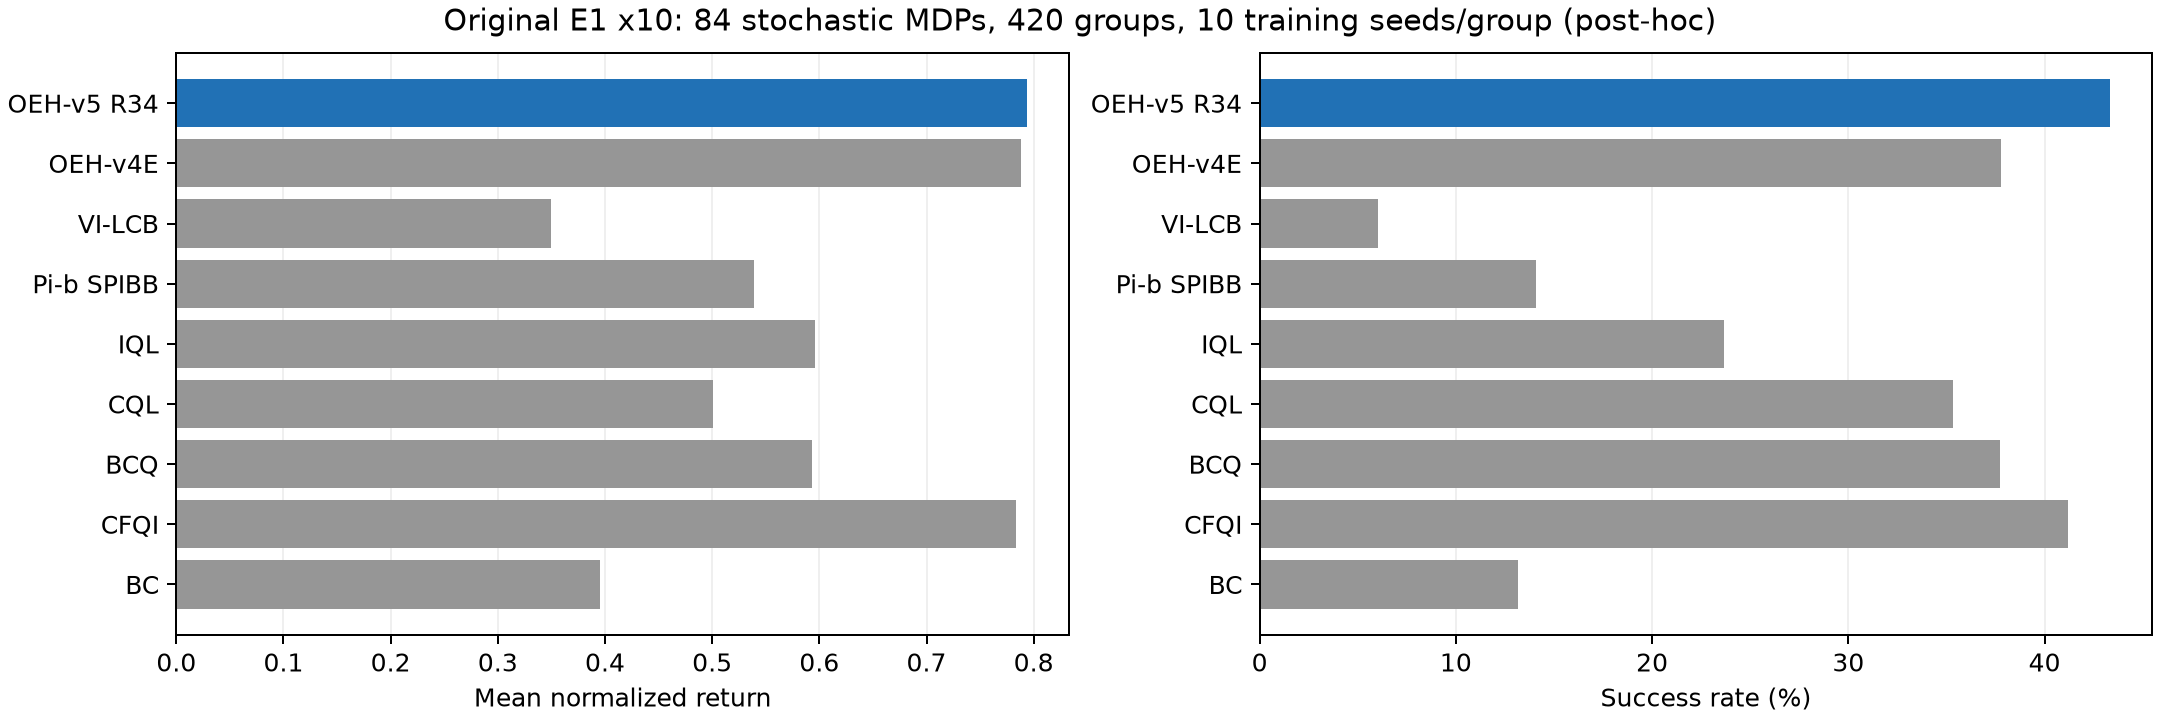 Original E1 x10: 84 stochastic MDPs, 420 groups, 10 training seeds/group (post-hoc)
OEH-v5 R34
OEH-v4E
VI-LCB
Pi-b SPIBB
IQL
CQL
BCQ
CFQI
BC
0.0 0.1 0.2 0.3 0.4 0.5 0.6 0.7 0.8
Mean normalized return
OEH-v5 R34
OEH-v4E
VI-LCB
Pi-b SPIBB
IQL
CQL
BCQ
CFQI
BC
0 10 20 30 40
Success rate (%)